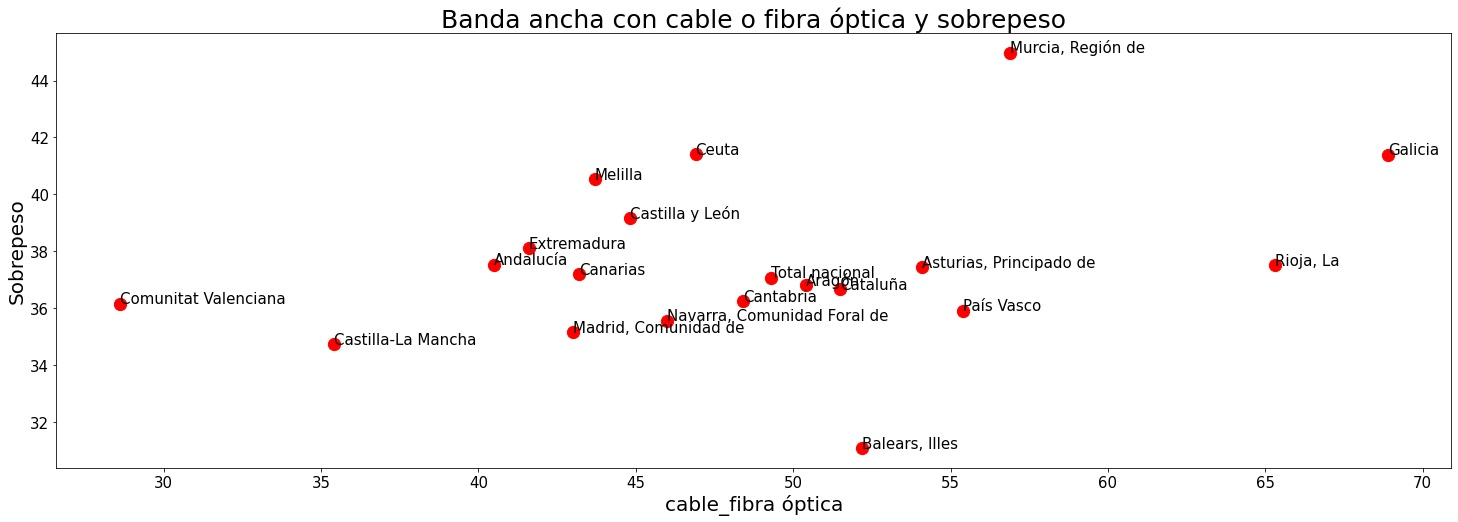 Banda ancha con cable o fibra óptica y sobrepeso
Sobrepeso
44
42
40
38
36
34
32
Murcia, Región de
Ceuta
Galicia
Melilla
Castilla y León
Extremadura
Andalucía
Canarias
Total nacional
Aragón
Cataluña
Asturias, Principado de
Rioja, La
Comunitat Valenciana
Cantabria
País Vasco
Navarra, Comunidad Foral de
Madrid, Comunidad de
Castilla-La Mancha
Balears, Illes
30 35 40 45 50 55 60 65 70
cable_fibra óptica